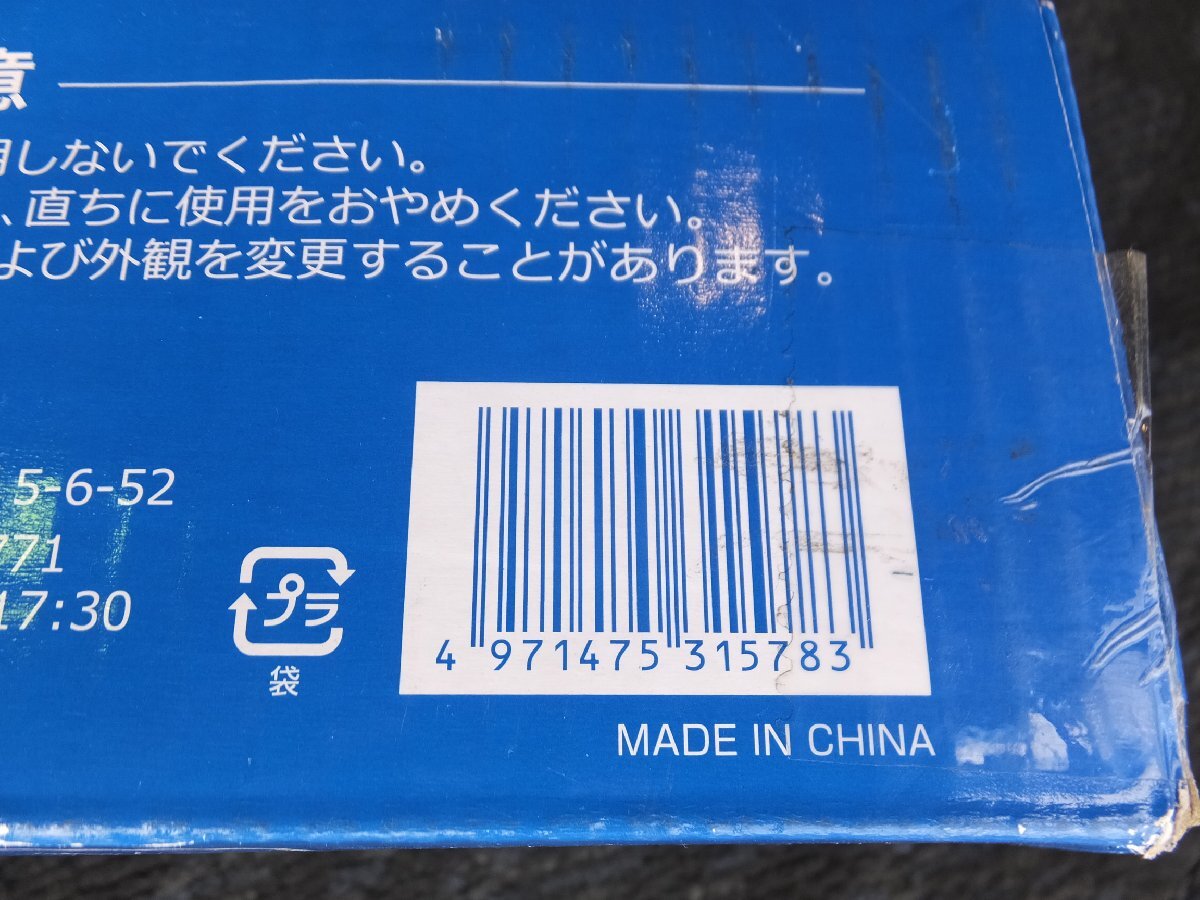 意
用しないでください。
、直ちに使用をおやめください。
よび外観を変更することがあります。
5-6-52
771
17:30
プラ
袋
4 971475 315783
MADE IN CHINA